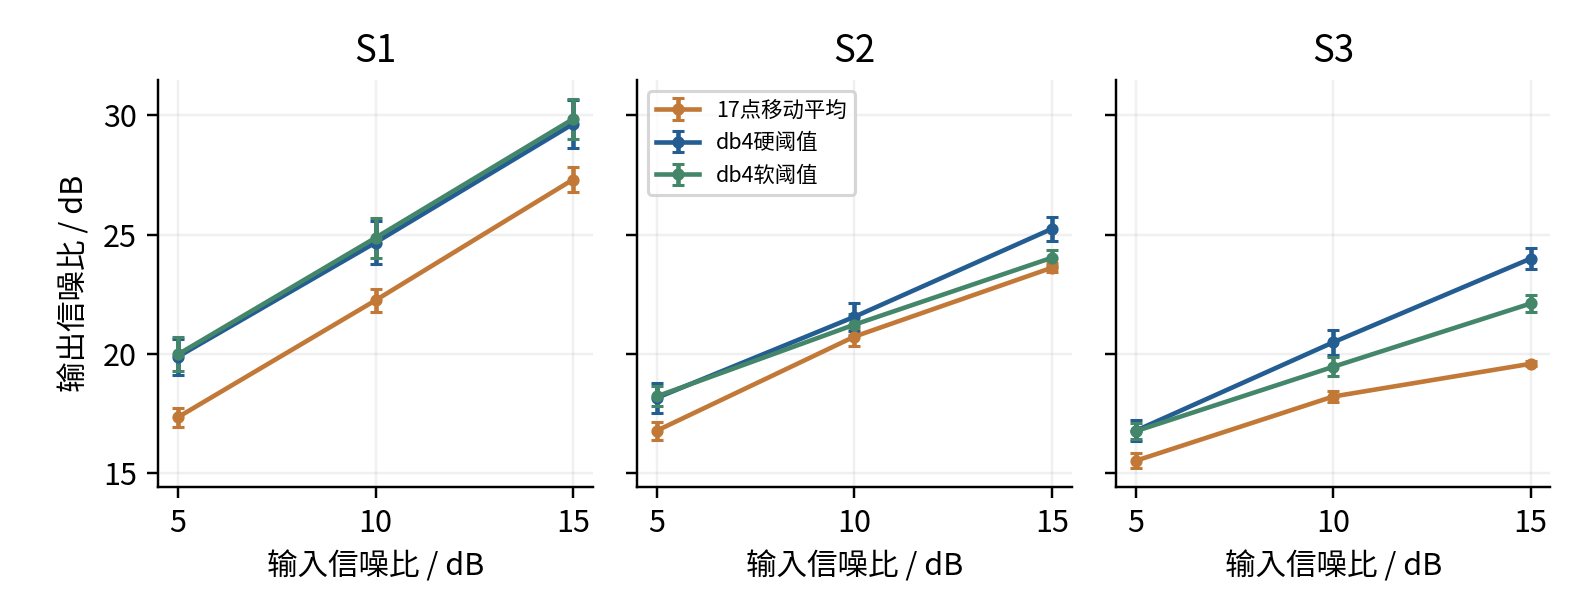 S1
S2
S3
输出信噪比 / dB
30
25
20
15
17点移动平均
db4硬阈值
db4软阈值
5 10 15
5 10 15
5 10 15
输入信噪比 / dB
输入信噪比 / dB
输入信噪比 / dB